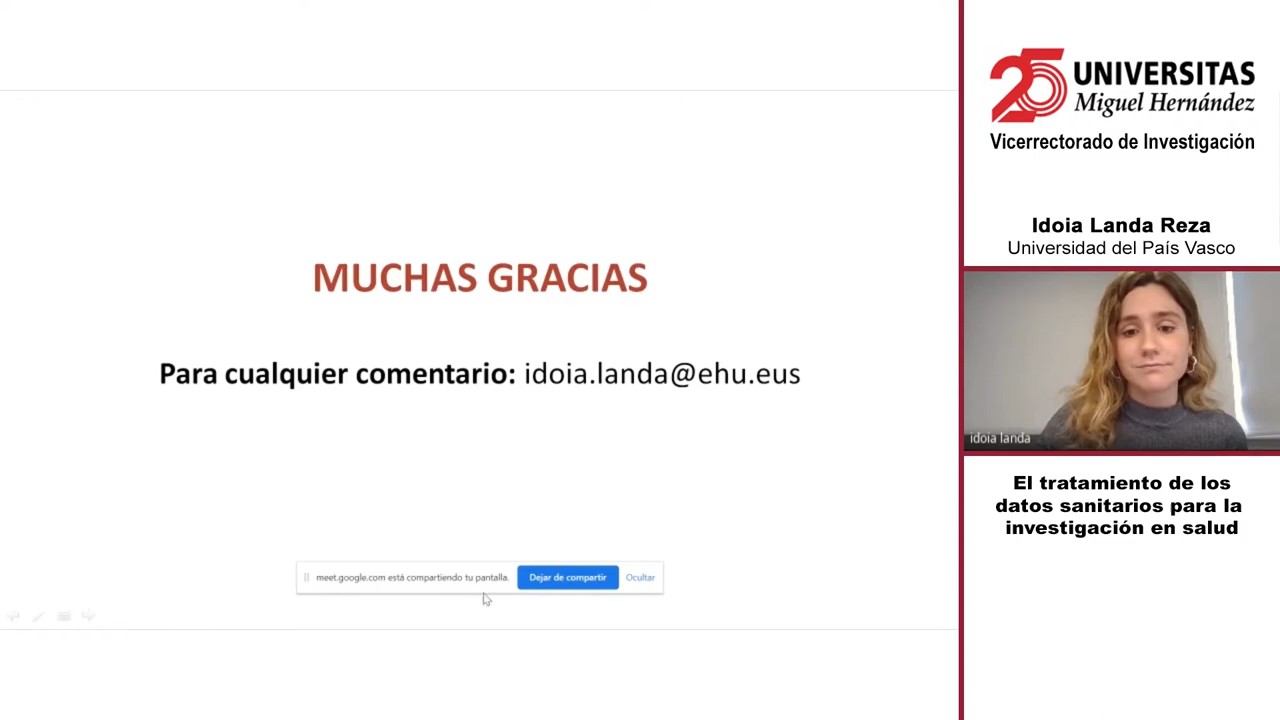 MUCHAS GRACIAS
Para cualquier comentario: idoia.landa@ehu.eus
meet.google.com está compartiendo tu pantalla.
Dejar de compartir
Ocultar
25 UNIVERSITAS
Miguel Hernández
Vicerrectorado de Investigación
Idoia Landa Reza
Universidad del País Vasco
idoia landa
El tratamiento de los
datos sanitarios para la
investigación en salud